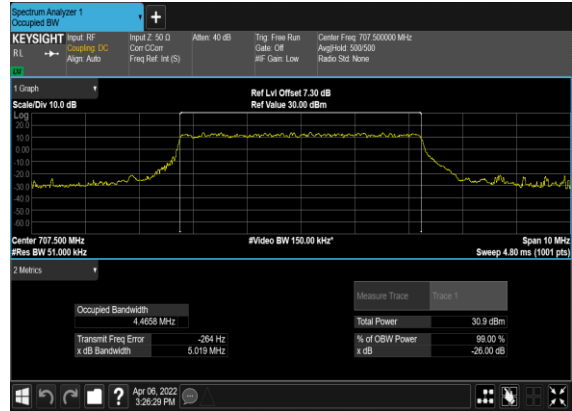 Spectrum Analyzer 1
Occupied BW
+
KEYSIGHT
RL
Input: RF
Coupling: DC
Align: Auto
Input Z: 50 Ω
Corr CCorr
Freq Ref: Int (S)
Atten: 40 dB
Trig: Free Run
Gate: Off
#IF Gain: Low
Center Freq: 707.500000 MHz
Avg|Hold: 500/500
Radio Std: None
1 Graph
Scale/Div 10.0 dB
Ref Lvl Offset 7.30 dB
Ref Value 30.00 dBm
Log
20.0
10.0
0.00
-10.0
-20.0
-30.0
-40.0
-50.0
-60.0
Center 707.500 MHz
#Video BW 150.00 kHz*
Span 10 MHz
#Res BW 51.000 kHz
Sweep 4.80 ms (1001 pts)
2 Metrics
Measure Trace
Trace 1
Occupied Bandwidth
4.4658 MHz
Total Power
30.9 dBm
Transmit Freq Error
-264 Hz
% of OBW Power
99.00 %
x dB Bandwidth
5.019 MHz
x dB
-26.00 dB
?
Apr 06, 2022
3:26:29 PM